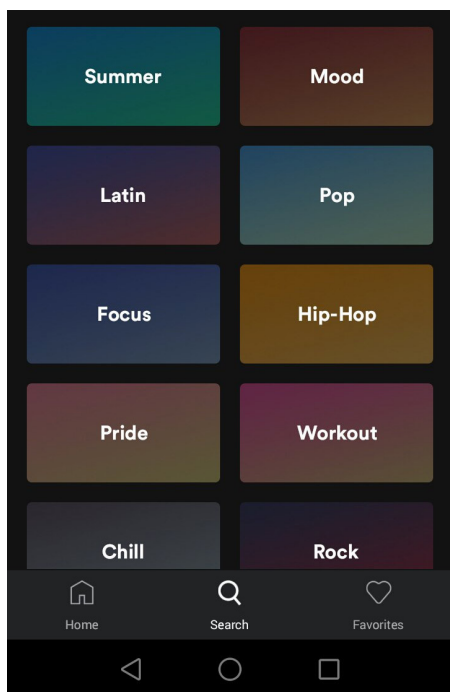 Summer
Mood
Latin
Pop
Focus
Hip-Hop
Pride
Workout
Chill
Rock
Home
Search
Favorites